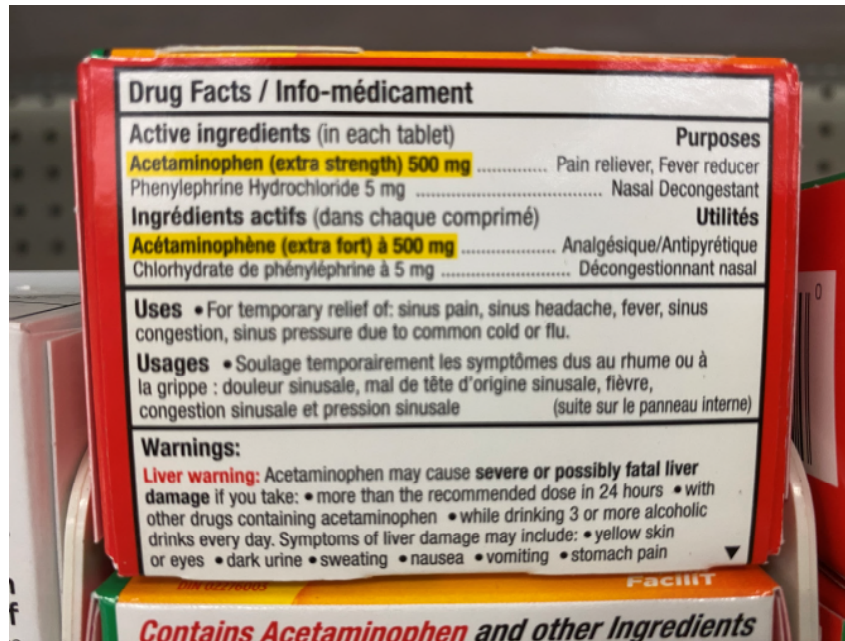 Drug Facts / Info-médicament
Active ingredients (in each tablet) Purposes
Acetaminophen (extra strength) 500 mg .............. Pain reliever, Fever reducer
Phenylephrine Hydrochloride 5 mg .................................... Nasal Decongestant
Ingrédients actifs (dans chaque comprimé) Utilités
Acétaminophène (extra fort) à 500 mg ................... Analgésique/Antipyrétique
Chlorhydrate de phényléphrine à 5 mg ......................... Décongestionnant nasal
Uses • For temporary relief of: sinus pain, sinus headache, fever, sinus
congestion, sinus pressure due to common cold or flu.
Usages • Soulage temporairement les symptômes dus au rhume ou à
la grippe : douleur sinusale, mal de tête d'origine sinusale, fièvre,
congestion sinusale et pression sinusale (suite sur le panneau interne)
Warnings:
Liver warning: Acetaminophen may cause severe or possibly fatal liver
damage if you take: • more than the recommended dose in 24 hours • with
other drugs containing acetaminophen • while drinking 3 or more alcoholic
drinks every day. Symptoms of liver damage may include: • yellow skin
or eyes • dark urine • sweating • nausea • vomiting • stomach pain ▼
DIN 02276003 FaciliT
Contains Acetaminophen and other Ingredients
0
f